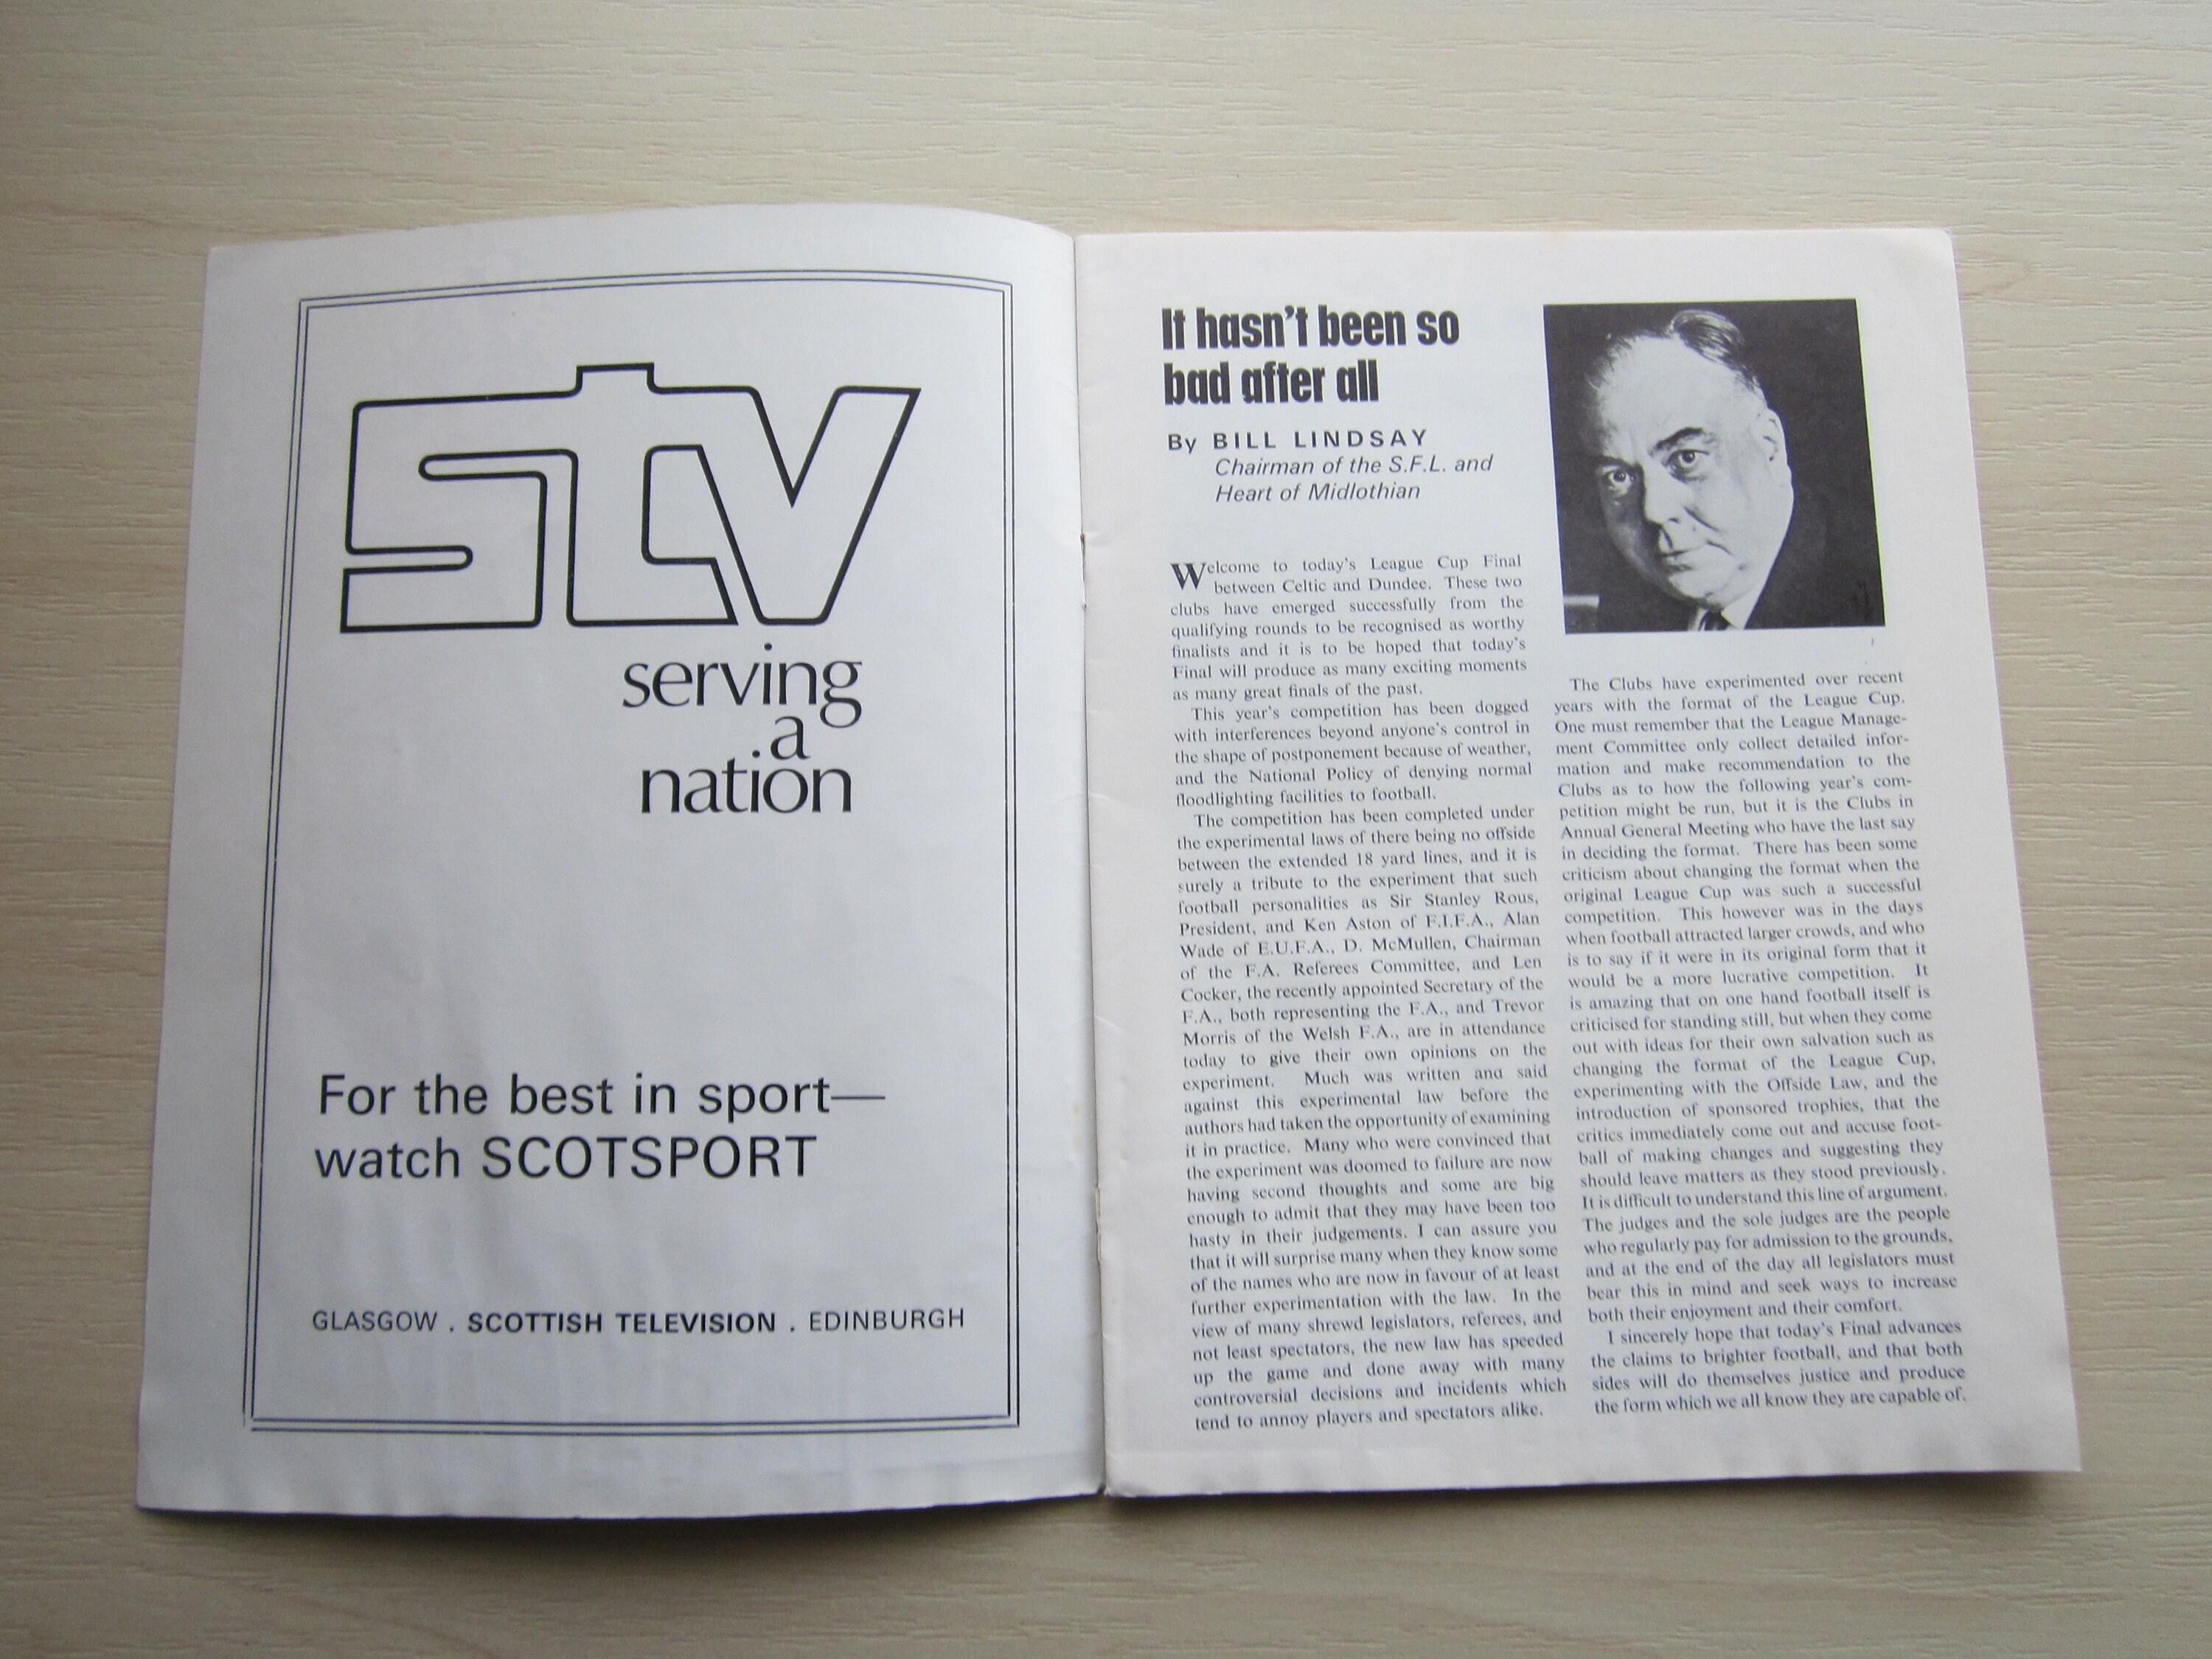 stv
serving
a
nation
For the best in sport—
watch SCOTSPORT
GLASGOW . SCOTTISH TELEVISION . EDINBURGH
It hasn't been so
bad after all
By BILL LINDSAY
Chairman of the S.F.L. and
Heart of Midlothian
Welcome to today's League Cup Final
between Celtic and Dundee. These two
clubs have emerged successfully from the
qualifying rounds to be recognised as worthy
finalists and it is to be hoped that today's
Final will produce as many exciting moments
as many great finals of the past.
This year's competition has been dogged
with interferences beyond anyone's control in
the shape of postponement because of weather,
and the National Policy of denying normal
floodlighting facilities to football.
The competition has been completed under
the experimental laws of there being no offside
between the extended 18 yard lines, and it is
surely a tribute to the experiment that such
football personalities as Sir Stanley Rous,
President, and Ken Aston of F.I.F.A., Alan
Wade of E.U.F.A., D. McMullen, Chairman
of the F.A. Referees Committee, and Len
Cocker, the recently appointed Secretary of the
F.A., both representing the F.A., and Trevor
Morris of the Welsh F.A., are in attendance
today to give their own opinions on the
experiment. Much was written and said
against this experimental law before the
authors had taken the opportunity of examining
it in practice. Many who were convinced that
the experiment was doomed to failure are now
having second thoughts and some are big
enough to admit that they may have been too
hasty in their judgements. I can assure you
that it will surprise many when they know some
of the names who are now in favour of at least
further experimentation with the law. In the
view of many shrewd legislators, referees, and
not least spectators, the new law has speeded
up the game and done away with many
controversial decisions and incidents which
tend to annoy players and spectators alike.
The Clubs have experimented over recent
years with the format of the League Cup.
One must remember that the League Manage-
ment Committee only collect detailed infor-
mation and make recommendation to the
Clubs as to how the following year's com-
petition might be run, but it is the Clubs in
Annual General Meeting who have the last say
in deciding the format. There has been some
criticism about changing the format when the
original League Cup was such a successful
competition. This however was in the days
when football attracted larger crowds, and who
is to say if it were in its original form that it
would be a more lucrative competition. It
is amazing that on one hand football itself is
criticised for standing still, but when they come
out with ideas for their own salvation such as
changing the format of the League Cup,
experimenting with the Offside Law, and the
introduction of sponsored trophies, that the
critics immediately come out and accuse foot-
ball of making changes and suggesting they
should leave matters as they stood previously.
It is difficult to understand this line of argument.
The judges and the sole judges are the people
who regularly pay for admission to the grounds,
and at the end of the day all legislators must
bear this in mind and seek ways to increase
both their enjoyment and their comfort.
I sincerely hope that today's Final advances
the claims to brighter football, and that both
sides will do themselves justice and produce
the form which we all know they are capable of.